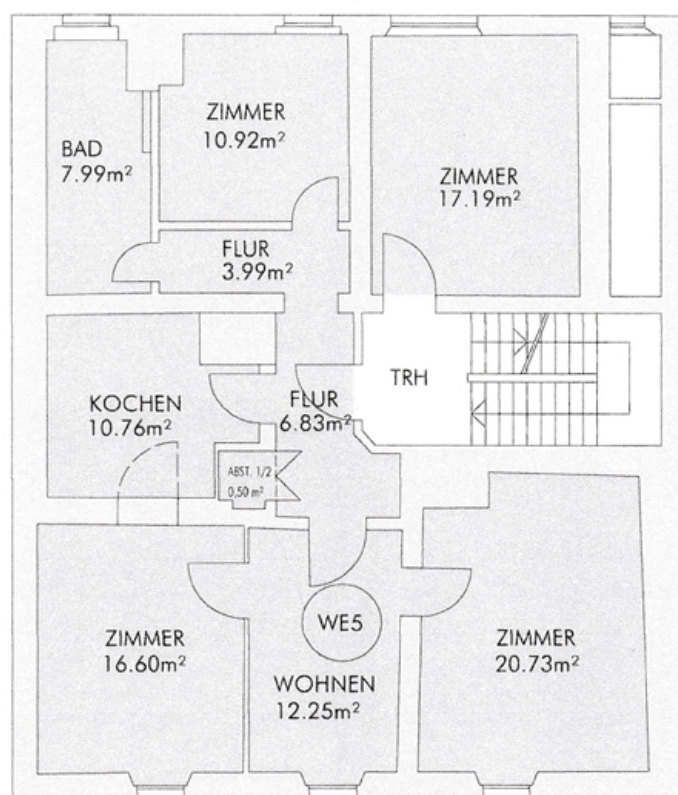 ZIMMER
10.92m²
BAD
7.99m²
ZIMMER
17.19m²
FLUR
3.99m²
TRH
KOCHEN
10.76m²
FLUR
6.83m²
ABST. 1/2
0,50 m²
WE5
ZIMMER
16.60m²
WOHNEN
12.25m²
ZIMMER
20.73m²